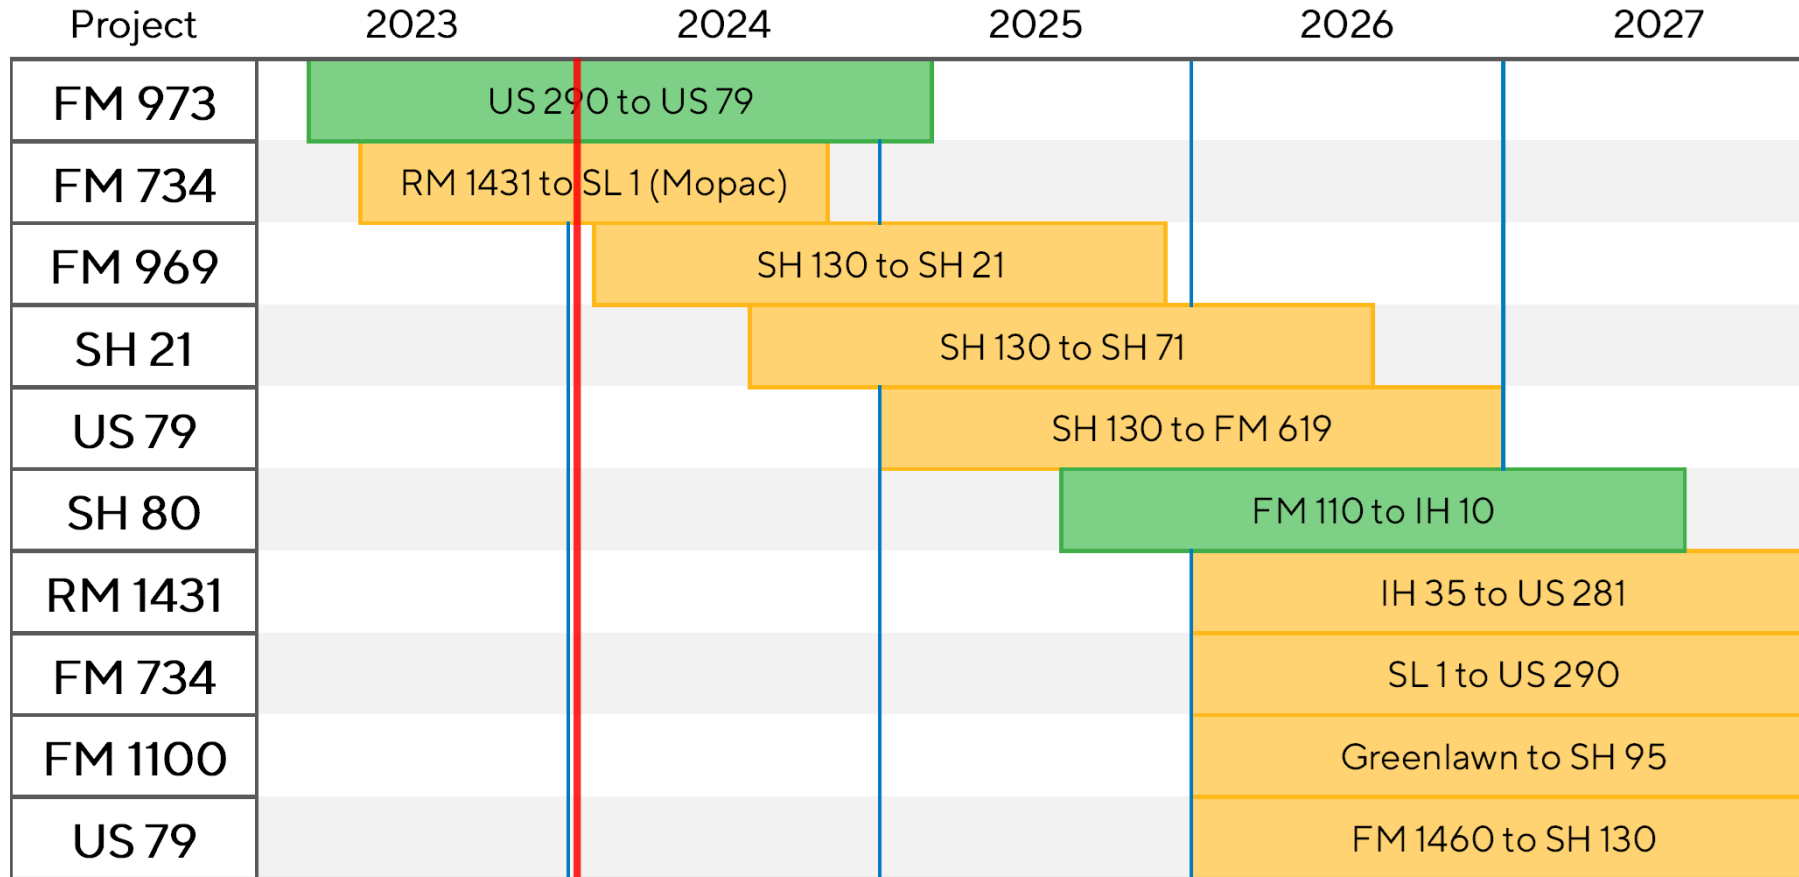 Project 2023 2024 2025 2026 2027
FM 973 US 290 to US 79
FM 734 RM 1431 to SL 1 (Mopac)
FM 969 SH 130 to SH 21
SH 21 SH 130 to SH 71
US 79 SH 130 to FM 619
SH 80 FM 110 to IH 10
RM 1431 IH 35 to US 281
FM 734 SL 1 to US 290
FM 1100 Greenlawn to SH 95
US 79 FM 1460 to SH 130